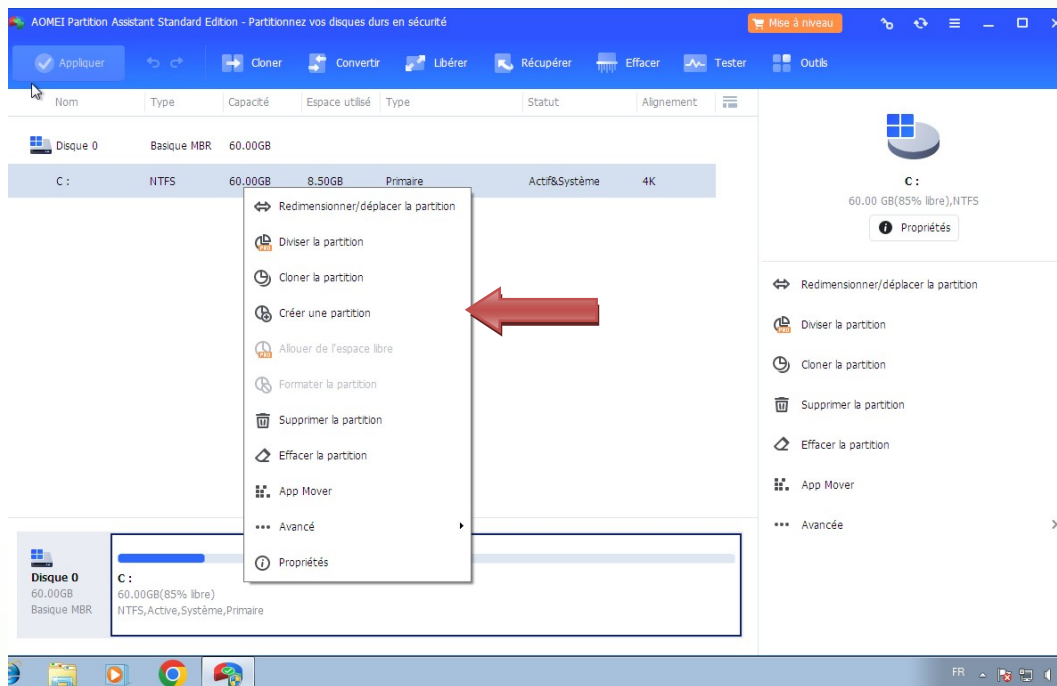 AOMEI Partition Assistant Standard Edition - Partitionnez vos disques durs en sécurité
Mise à niveau
Appliquer
Cloner
Convertir
Libérer
Récupérer
Effacer
Tester
Outils
Nom Type Capacité Espace utilisé Type Statut Alignement
Disque 0 Basique MBR 60.00GB
C : NTFS 60.00GB 8.50GB Primaire Actif&Système 4K
Redimensionner/déplacer la partition
Diviser la partition
PRO
Cloner la partition
Créer une partition
Allouer de l'espace libre
PRO
Formater la partition
Supprimer la partition
Effacer la partition
App Mover
Avancé
Propriétés
C :
60.00 GB(85% libre),NTFS
Propriétés
Redimensionner/déplacer la partition
Diviser la partition
PRO
Cloner la partition
Supprimer la partition
Effacer la partition
App Mover
Avancée
Disque 0
60.00GB
Basique MBR
C :
60.00GB(85% libre)
NTFS,Active,Système,Primaire
FR